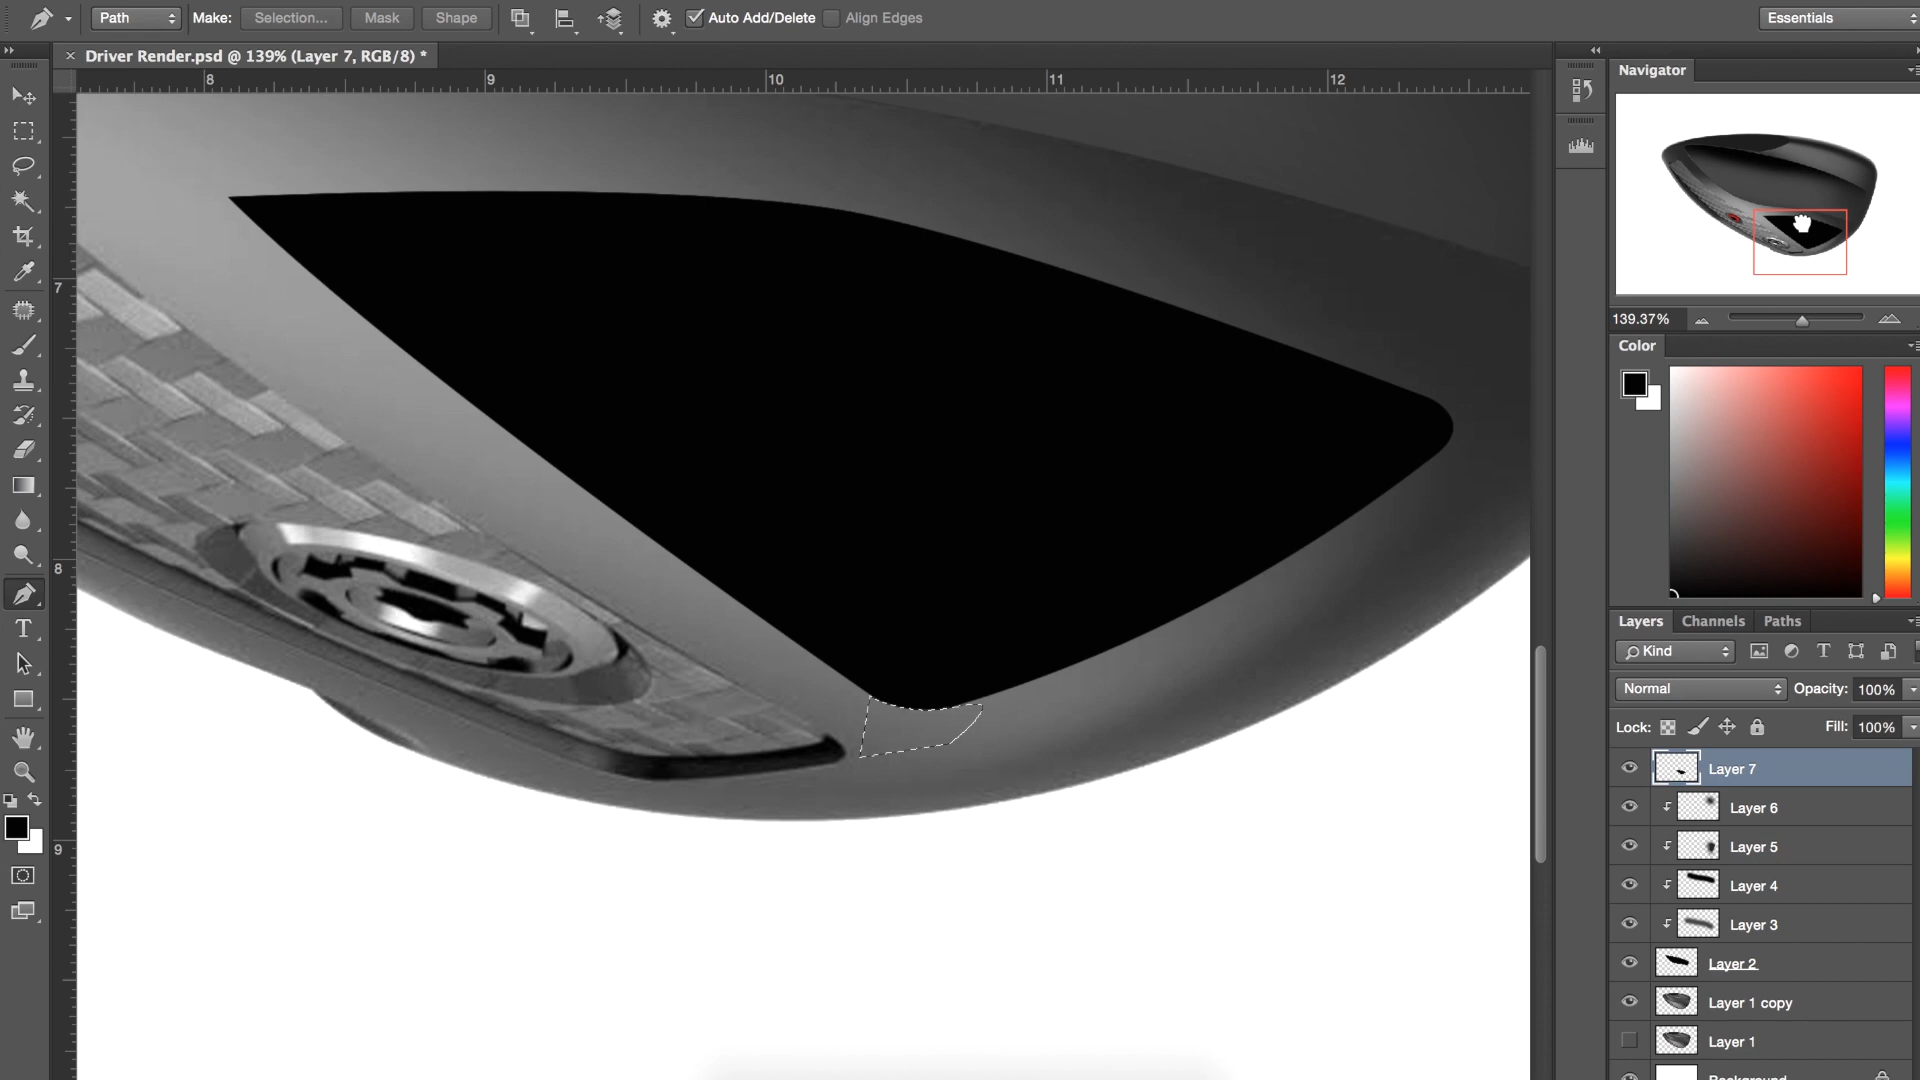 Path
Make:
Selection...
Mask
Shape
Auto Add/Delete
Align Edges
Essentials
Driver Render.psd @ 139% (Layer 7, RGB/8) *
8
9
10
11
12
7
8
9
Navigator
139.37%
Color
Layers
Channels
Paths
Kind
Normal
Opacity:
100%
Lock:
Fill:
100%
Layer 7
Layer 6
Layer 5
Layer 4
Layer 3
Layer 2
Layer 1 copy
Layer 1
Background